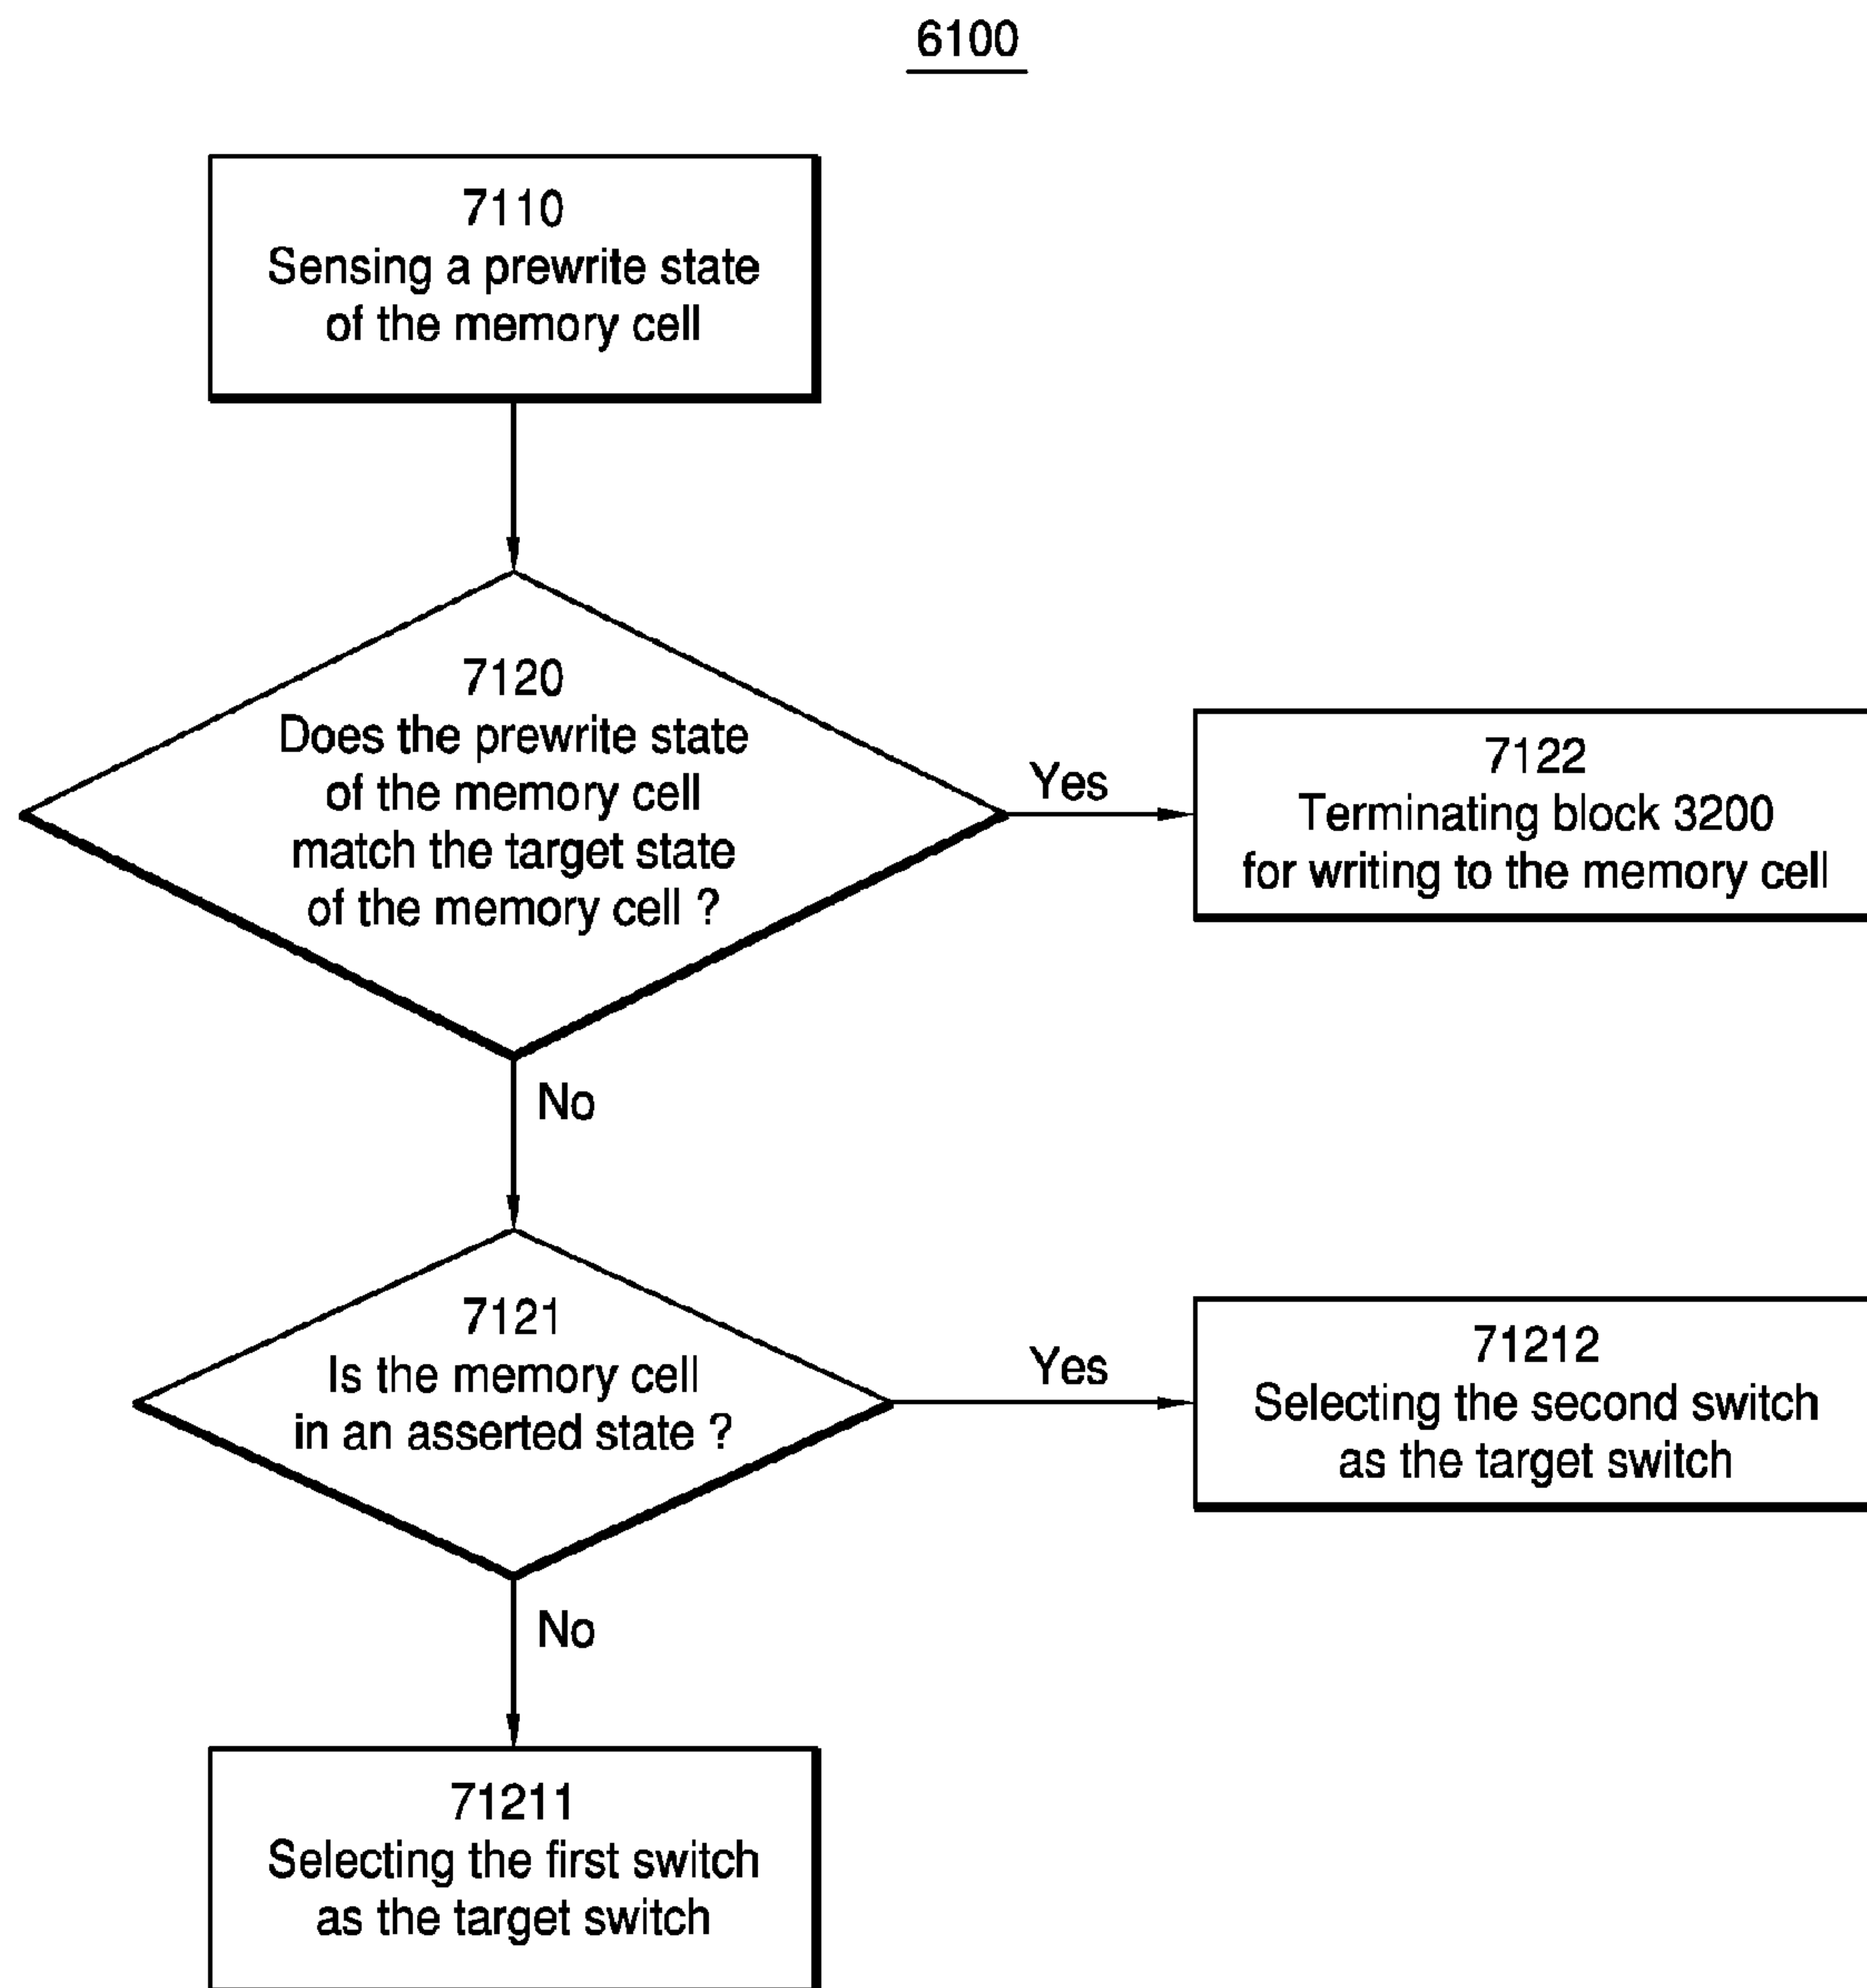 6100
7110
Sensing a prewrite state
of the memory cell
7120
Does the prewrite state
of the memory cell
match the target state
of the memory cell ?
Yes
7122
Terminating block 3200
for writing to the memory cell
No
7121
Is the memory cell
in an asserted state ?
Yes
71212
Selecting the second switch
as the target switch
No
71211
Selecting the first switch
as the target switch